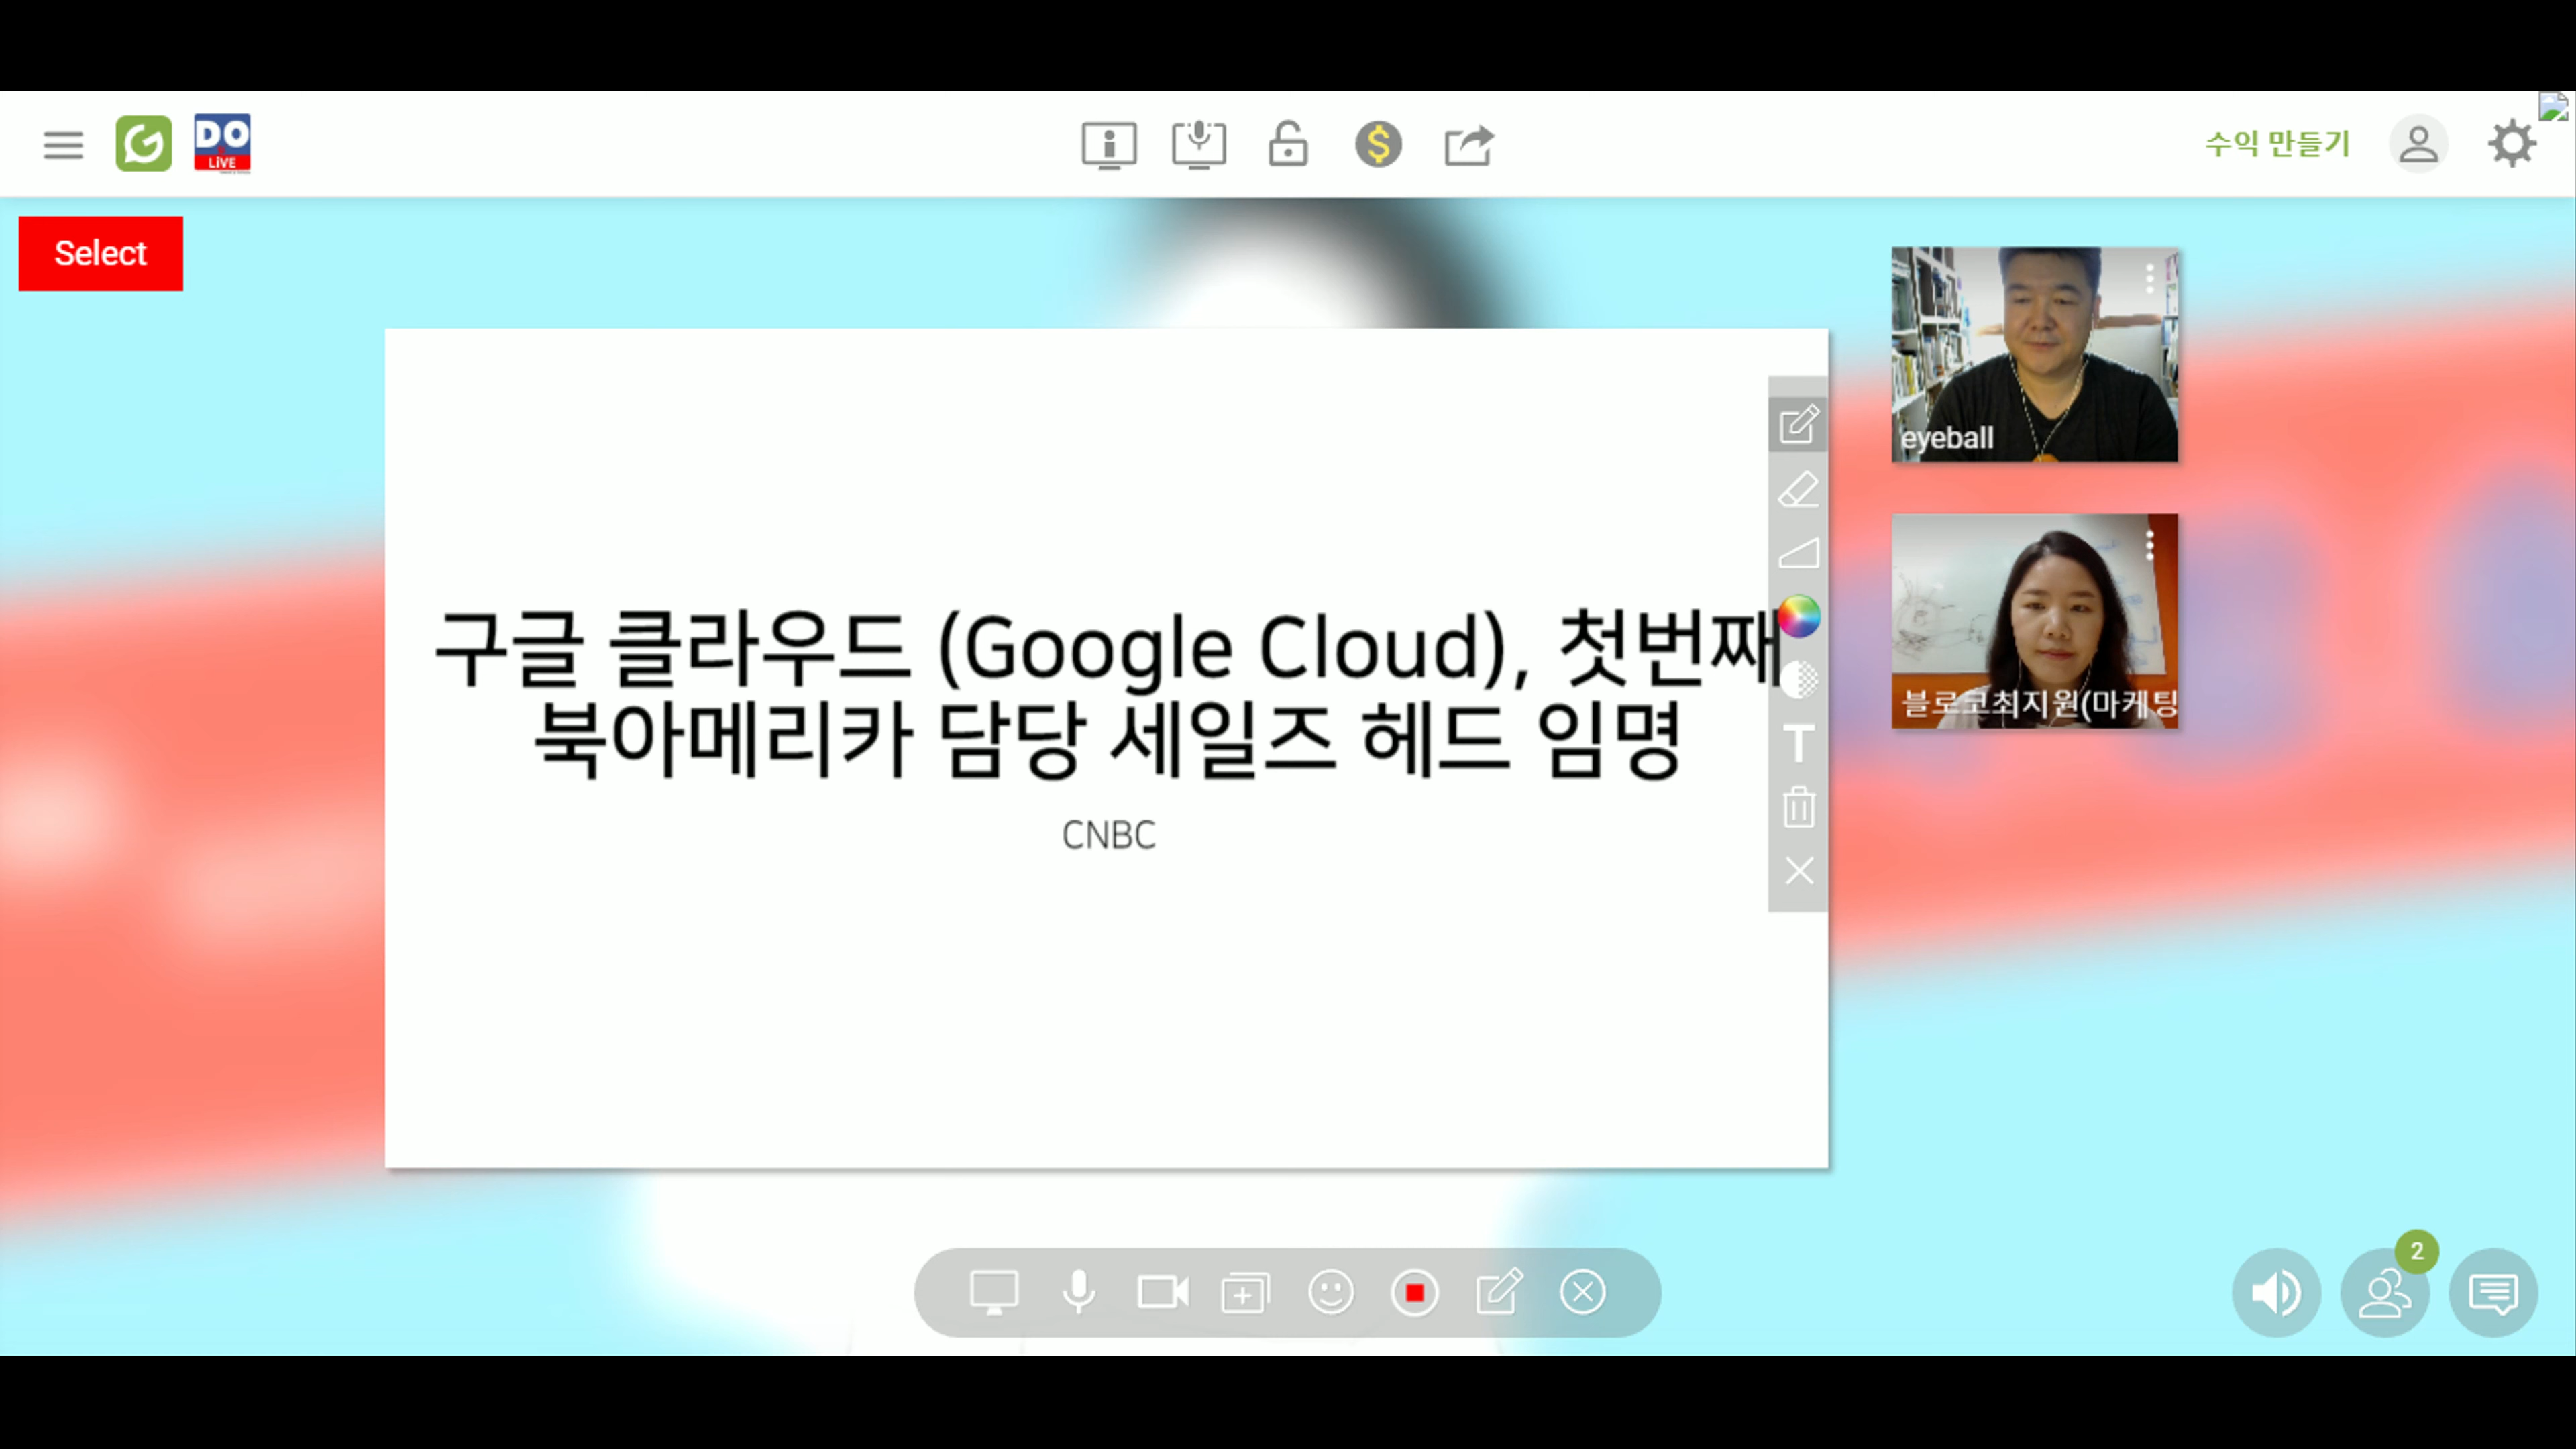 DO
LiVE
수익 만들기
Select
eyeball
구글 클라우드 (Google Cloud), 첫번째
북아메리카 담당 세일즈 헤드 임명
CNBC
블로코최지원(마케팅
T
2